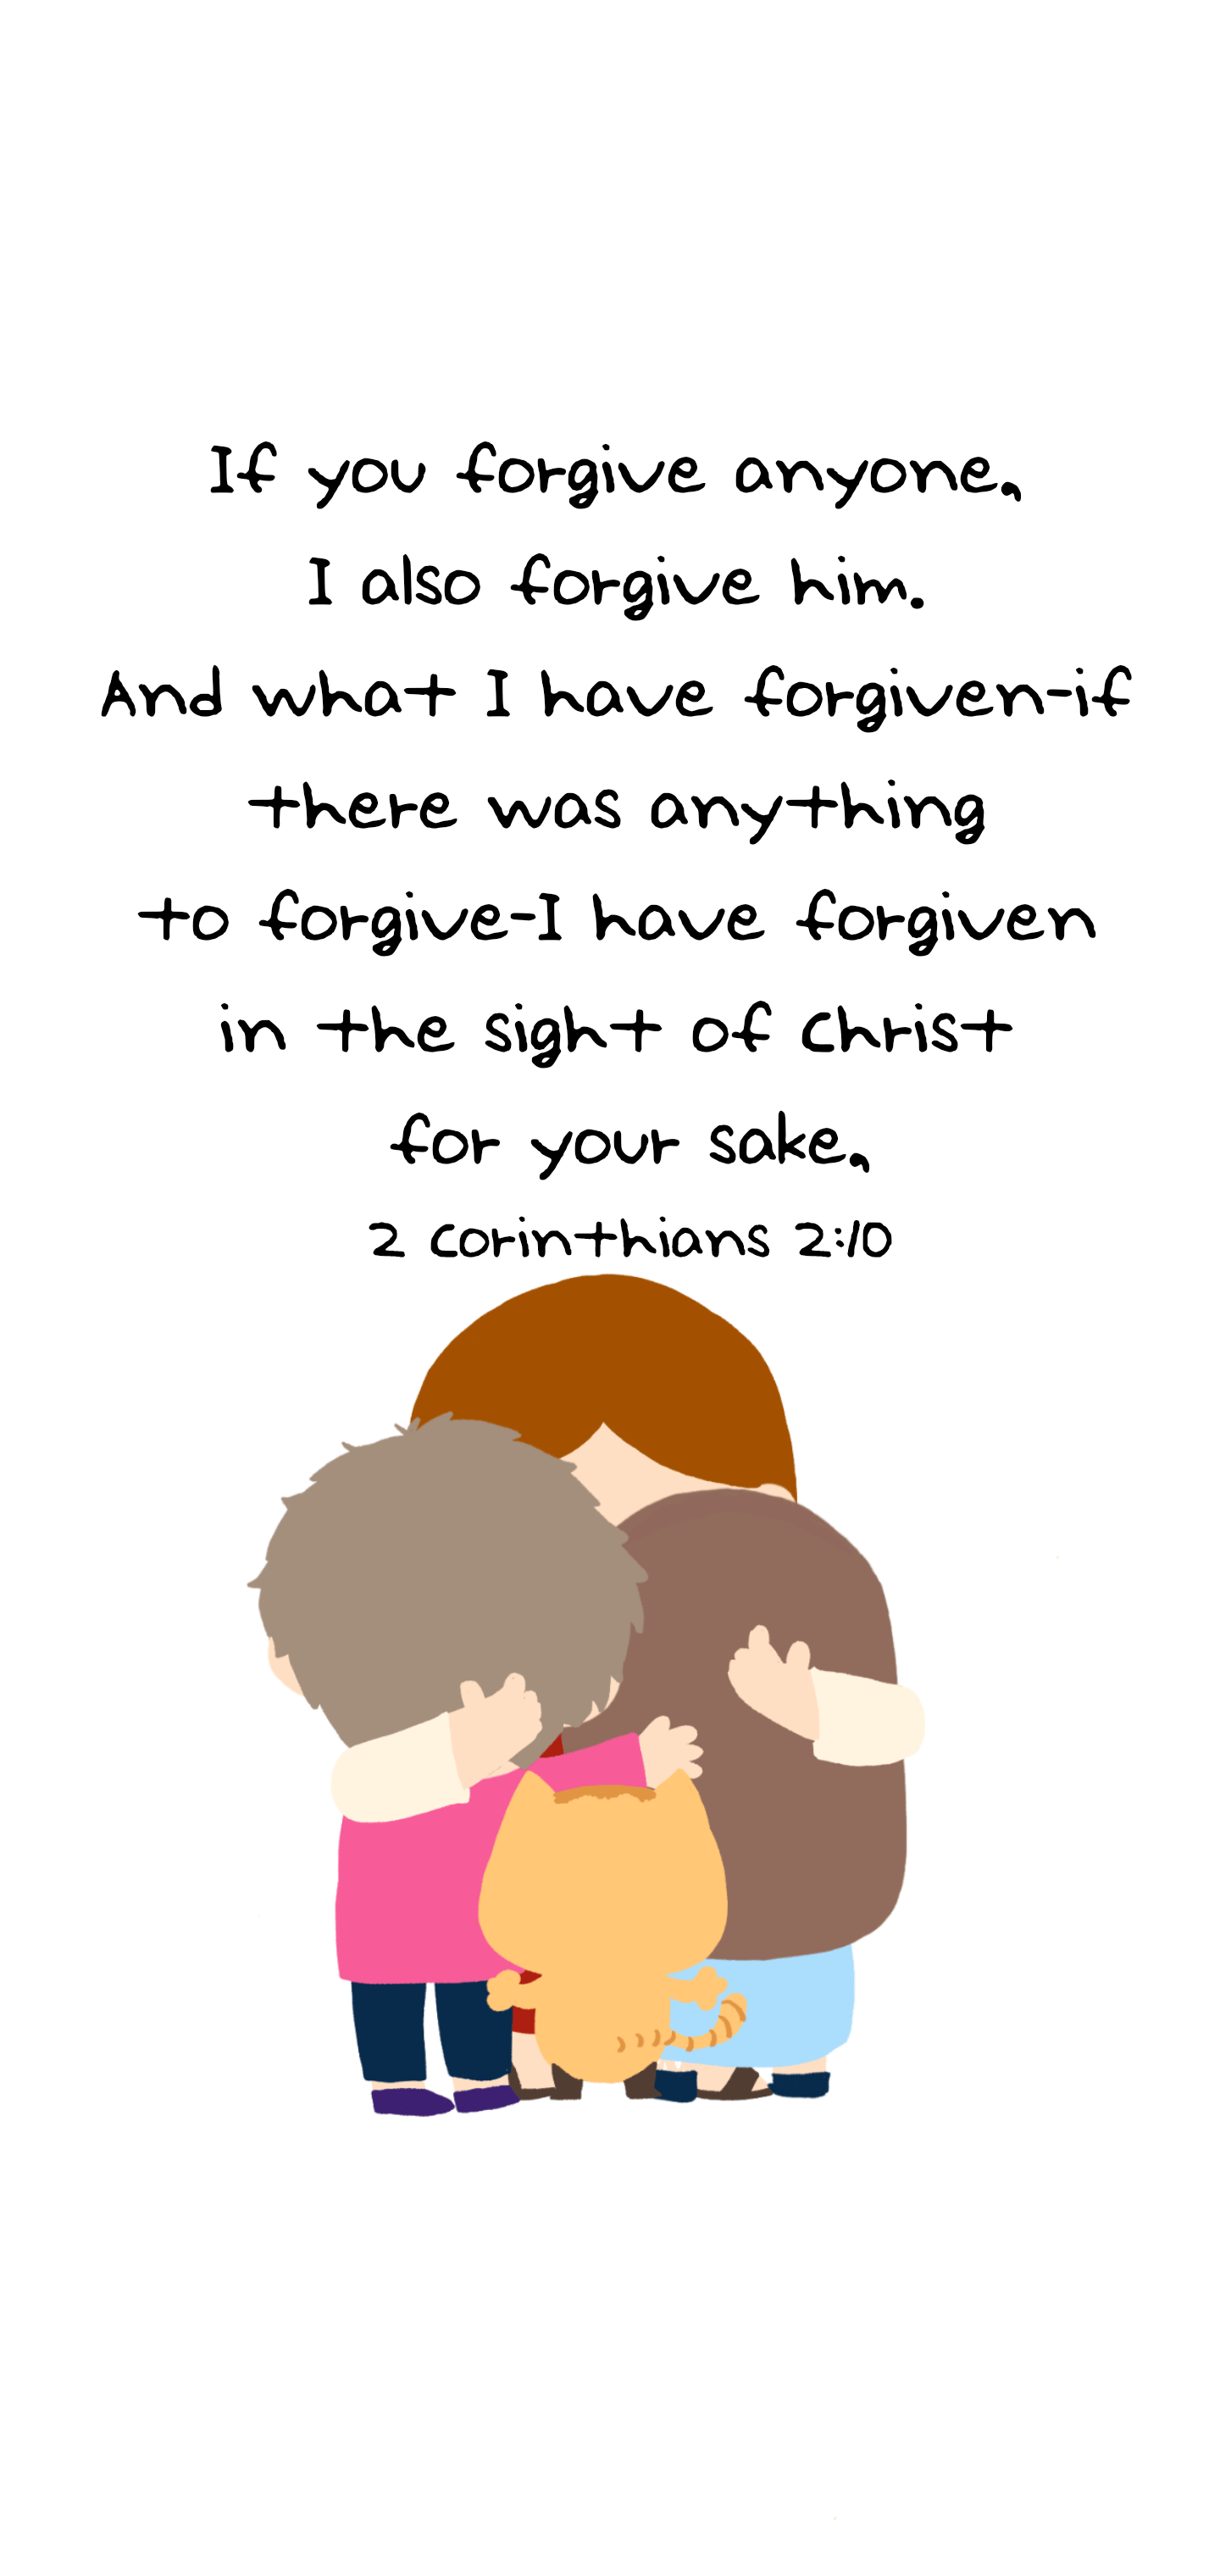 If you forgive anyone,
I also forgive him.
And what I have forgiven-if
there was anything
to forgive-I have forgiven
in the sight of Christ
for your sake,
2 Corinthians 2:10